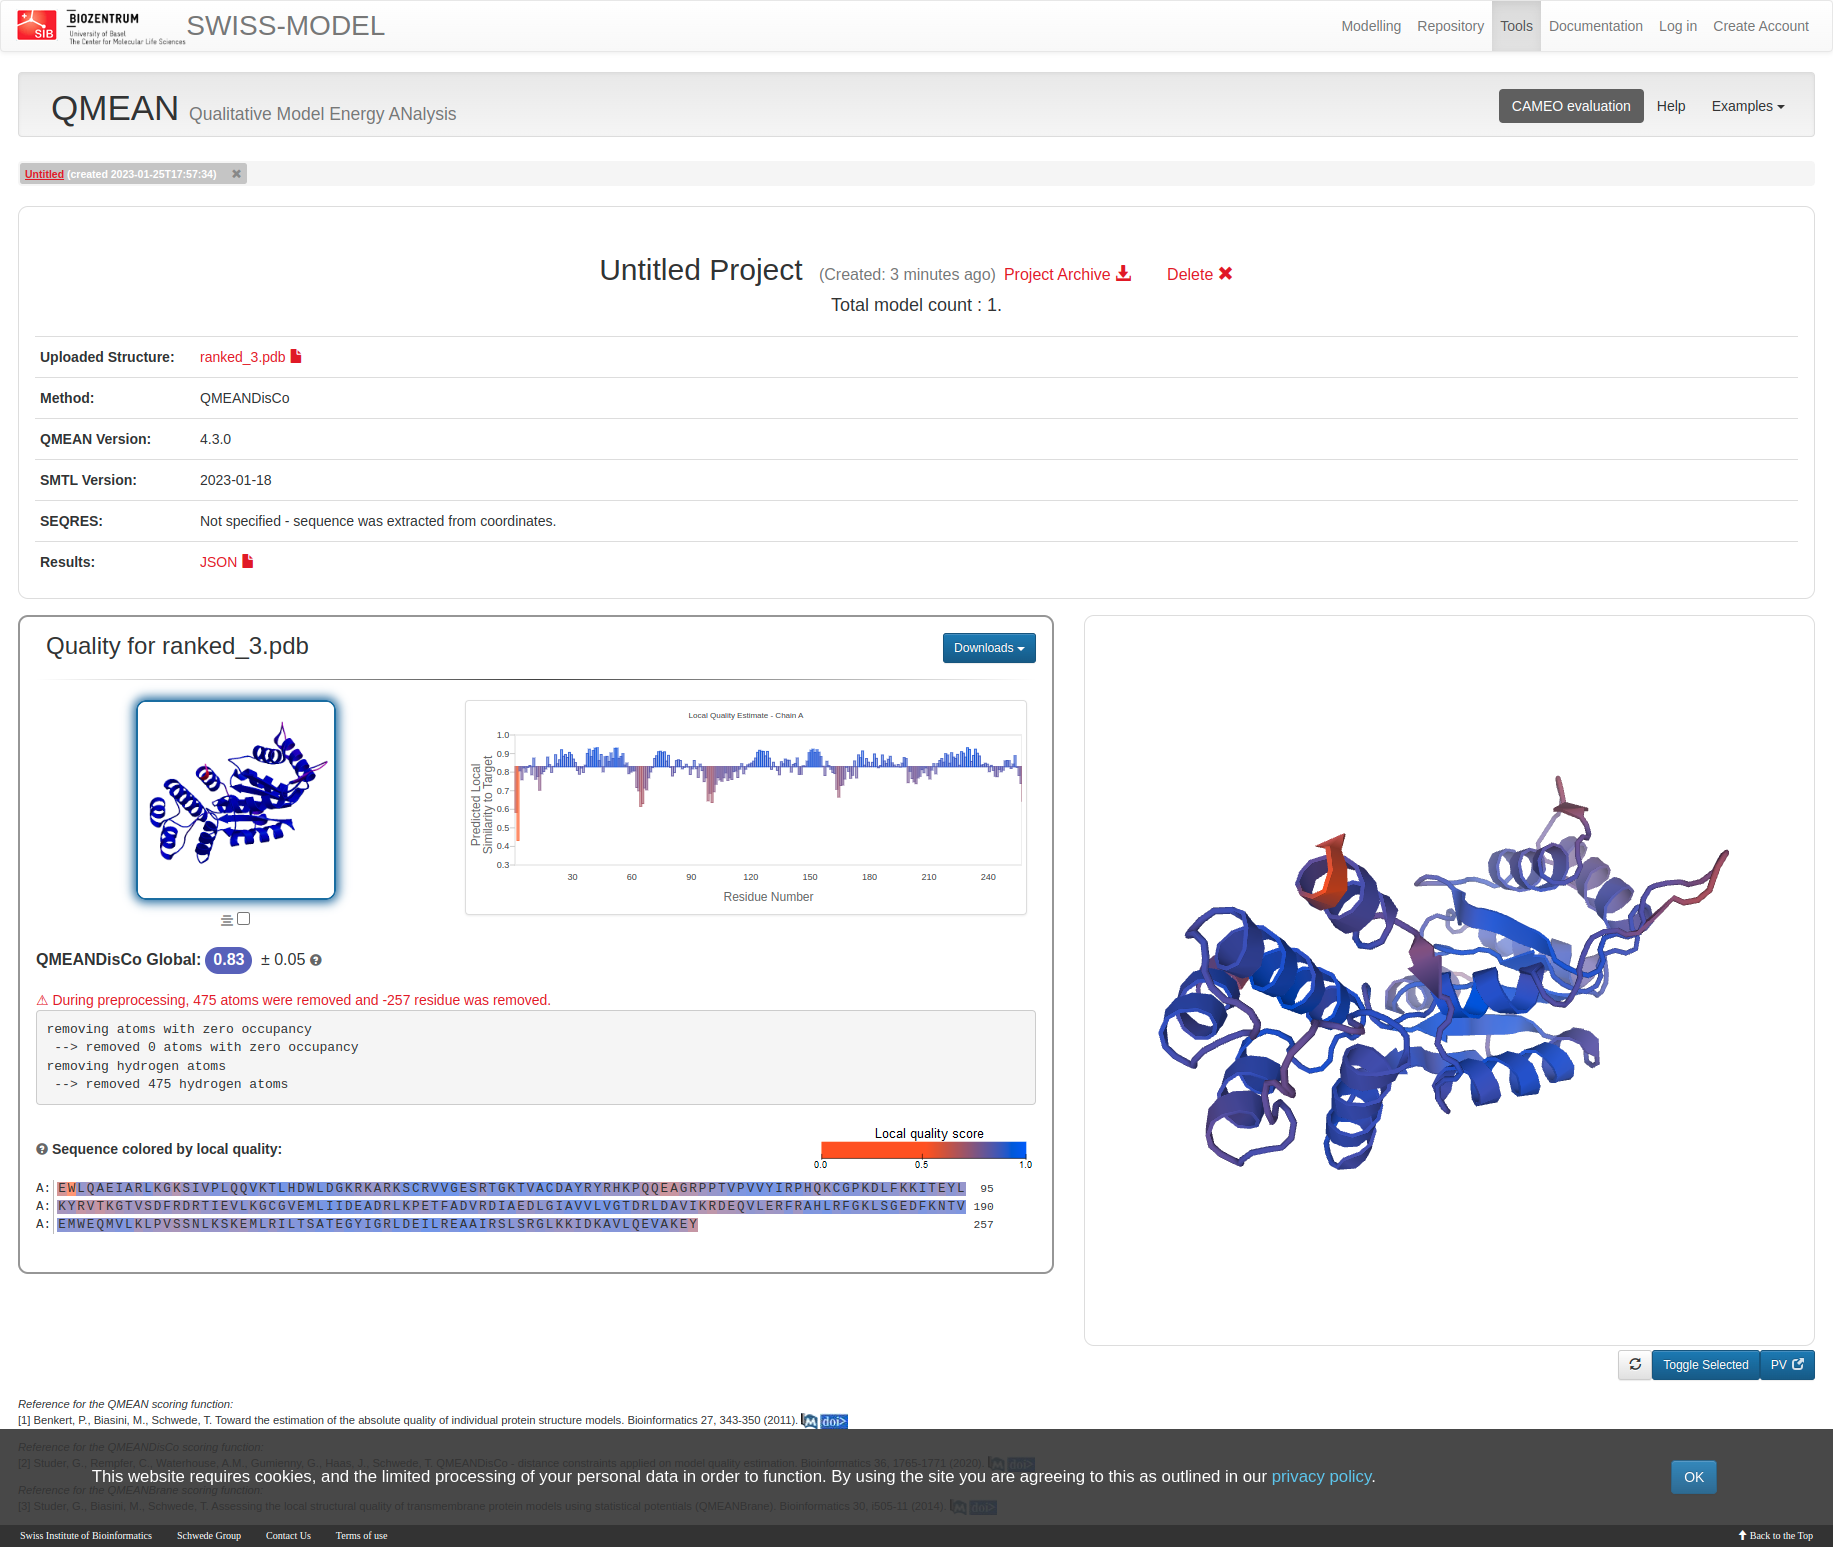 SIB
BIOZENTRUM
University of Basel
The Center for Molecular Life Sciences
SWISS-MODEL
Modelling Repository Tools Documentation Log in Create Account
QMEAN Qualitative Model Energy ANalysis
CAMEO evaluation Help Examples
Untitled (created 2023-01-25T17:57:34) ✖
Untitled Project (Created: 3 minutes ago) Project Archive Delete ✖
Total model count : 1.
Uploaded Structure: ranked_3.pdb
Method: QMEANDisCo
QMEAN Version: 4.3.0
SMTL Version: 2023-01-18
SEQRES: Not specified - sequence was extracted from coordinates.
Results: JSON
Quality for ranked_3.pdb
Downloads
Local Quality Estimate - Chain A
Predicted Local
Similarity to Target
1.0
0.9
0.8
0.7
0.6
0.5
0.4
0.3
30 60 90 120 150 180 210 240
Residue Number
QMEANDisCo Global: 0.83 ± 0.05
⚠ During preprocessing, 475 atoms were removed and -257 residue was removed.
removing atoms with zero occupancy
--> removed 0 atoms with zero occupancy
removing hydrogen atoms
--> removed 475 hydrogen atoms
Sequence colored by local quality:
Local quality score
0.0 0.5 1.0
A: EWLQAEIARLKGKSIVPLQQVKTLHDWLDGKRKARKSCRVVGESRTGKTVACDAYRYRHKPQQEAGRPPTVPVVYIRPHQKCGPKDLFKKITEYL 95
A: KYRVTKGTVSDFRDRTIEVLKGCGVEMLIIDEADRLKPETFADVRDIAEDLGIAVVLVGTDRLDAVIKRDEQVLERFRAHLRFGKLSGEDFKNTV 190
A: EMWEQMVLKLPVSSNLKSKEMLRILTSATEGYIGRLDEILREAAIRSLSRGLKKIDKAVLQEVAKEY 257
Toggle Selected PV
Reference for the QMEAN scoring function:
[1] Benkert, P., Biasini, M., Schwede, T. Toward the estimation of the absolute quality of individual protein structure models. Bioinformatics 27, 343-350 (2011). M doi>
Reference for the QMEANDisCo scoring function:
[2] Studer, G., Rempfer, C., Waterhouse, A.M., Gumienny, G., Haas, J., Schwede, T. QMEANDisCo - distance constraints applied on model quality estimation. Bioinformatics 36, 1765-1771 (2020). M doi>
This website requires cookies, and the limited processing of your personal data in order to function. By using the site you are agreeing to this as outlined in our privacy policy. OK
Reference for the QMEANBrane scoring function:
[3] Studer, G., Biasini, M., Schwede, T. Assessing the local structural quality of transmembrane protein models using statistical potentials (QMEANBrane). Bioinformatics 30, i505-11 (2014). M doi>
Swiss Institute of Bioinformatics Schwede Group Contact Us Terms of use Back to the Top